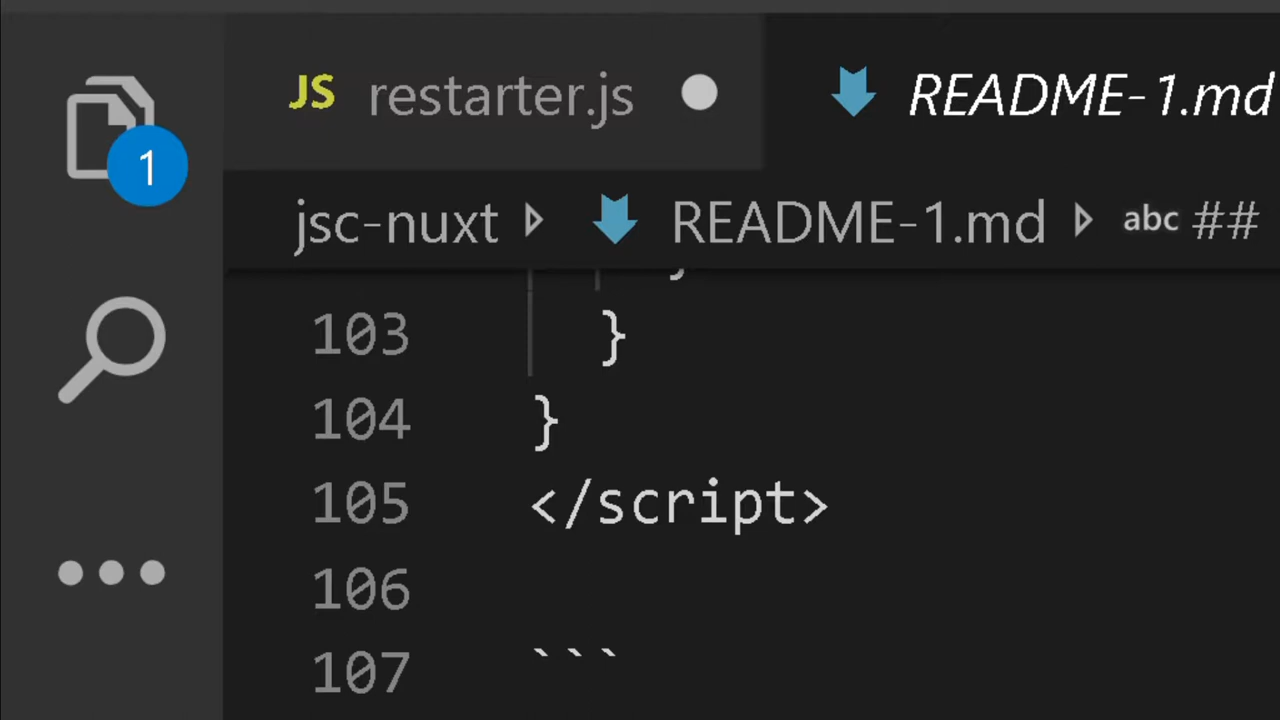 JS restarter.js README-1.md
1
jsc-nuxt README-1.md abc ##
103 }
104 }
105 </script>
106
107 ```